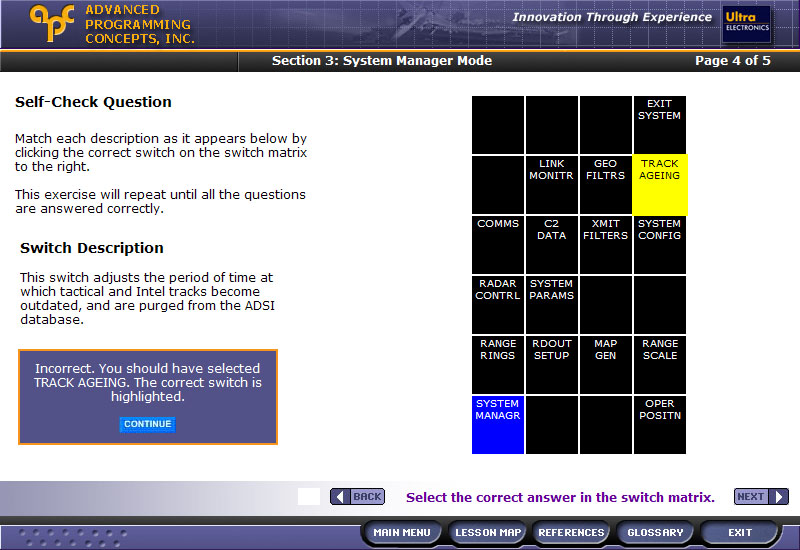 apc
ADVANCED
PROGRAMMING
CONCEPTS, INC.
Innovation Through Experience
Ultra
ELECTRONICS
Section 3: System Manager Mode
Page 4 of 5
Self-Check Question
Match each description as it appears below by
clicking the correct switch on the switch matrix
to the right.
This exercise will repeat until all the questions
are answered correctly.
Switch Description
This switch adjusts the period of time at
which tactical and Intel tracks become
outdated, and are purged from the ADSI
database.
Incorrect. You should have selected
TRACK AGEING. The correct switch is
highlighted.
CONTINUE
EXIT
SYSTEM
LINK
MONITR
GEO
FILTRS
TRACK
AGEING
COMMS
C2
DATA
XMIT
FILTERS
SYSTEM
CONFIG
RADAR
CONTRL
SYSTEM
PARAMS
RANGE
RINGS
RDOUT
SETUP
MAP
GEN
RANGE
SCALE
SYSTEM
MANAGR
OPER
POSITN
BACK
Select the correct answer in the switch matrix.
NEXT
MAIN MENU
LESSON MAP
REFERENCES
GLOSSARY
EXIT